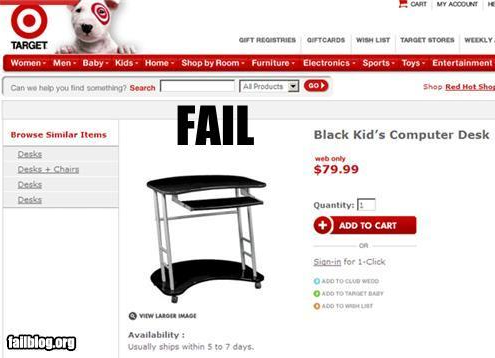 CART MY ACCOUNT HE
TARGET
GIFT REGISTRIES GIFTCARDS WISH LIST TARGET STORES WEEKLY
Women Men Baby Kids Home Shop by Room Furniture Electronics Sports Toys Entertainment
Can we help you find something? Search All Products GO Shop Red Hot Shop
FAIL
Browse Similar Items
Desks
Desks + Chairs
Desks
Desks
Black Kid's Computer Desk
web only
$79.99
Quantity: 1
+ ADD TO CART
OR
Sign-in for 1-Click
ADD TO CLUB WEDD
ADD TO TARGET BABY
ADD TO WISH LIST
VIEW LARGER IMAGE
Availability :
Usually ships within 5 to 7 days.
failblog.org